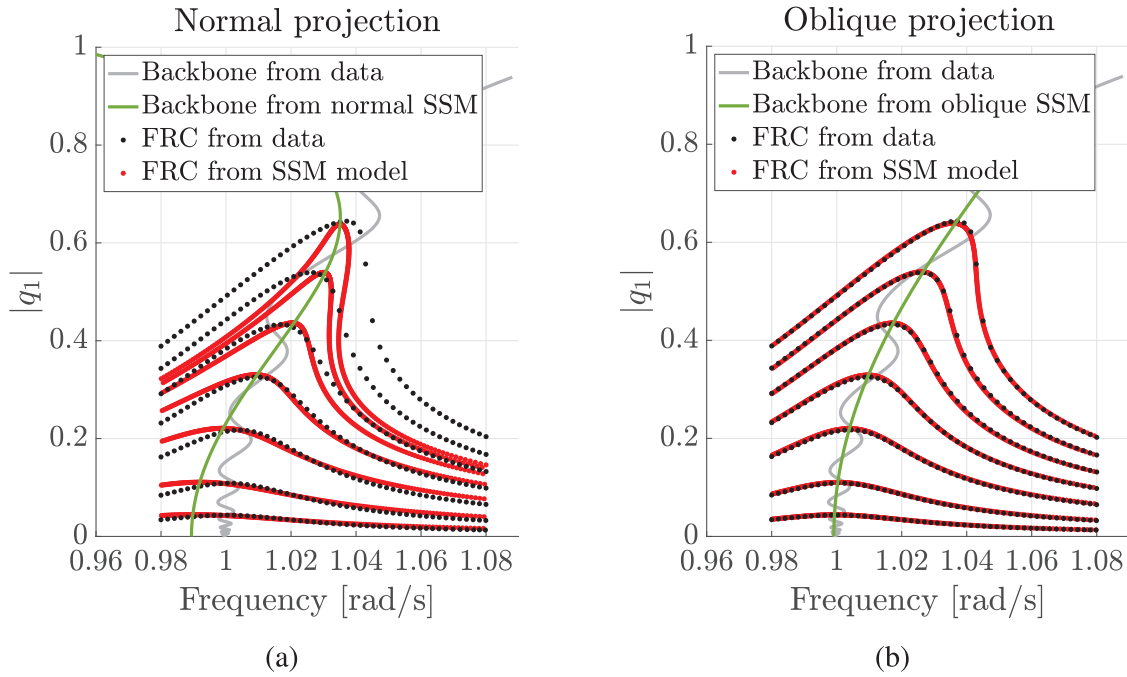 Normal projection
1
0.8
0.6
0.4
0.2
0
|q₁|
Backbone from data
Backbone from normal SSM
FRC from data
FRC from SSM model
0.96 0.98 1 1.02 1.04 1.06 1.08
Frequency [rad/s]
(a)
Oblique projection
1
0.8
0.6
0.4
0.2
0
|q₁|
Backbone from data
Backbone from oblique SSM
FRC from data
FRC from SSM model
0.96 0.98 1 1.02 1.04 1.06 1.08
Frequency [rad/s]
(b)